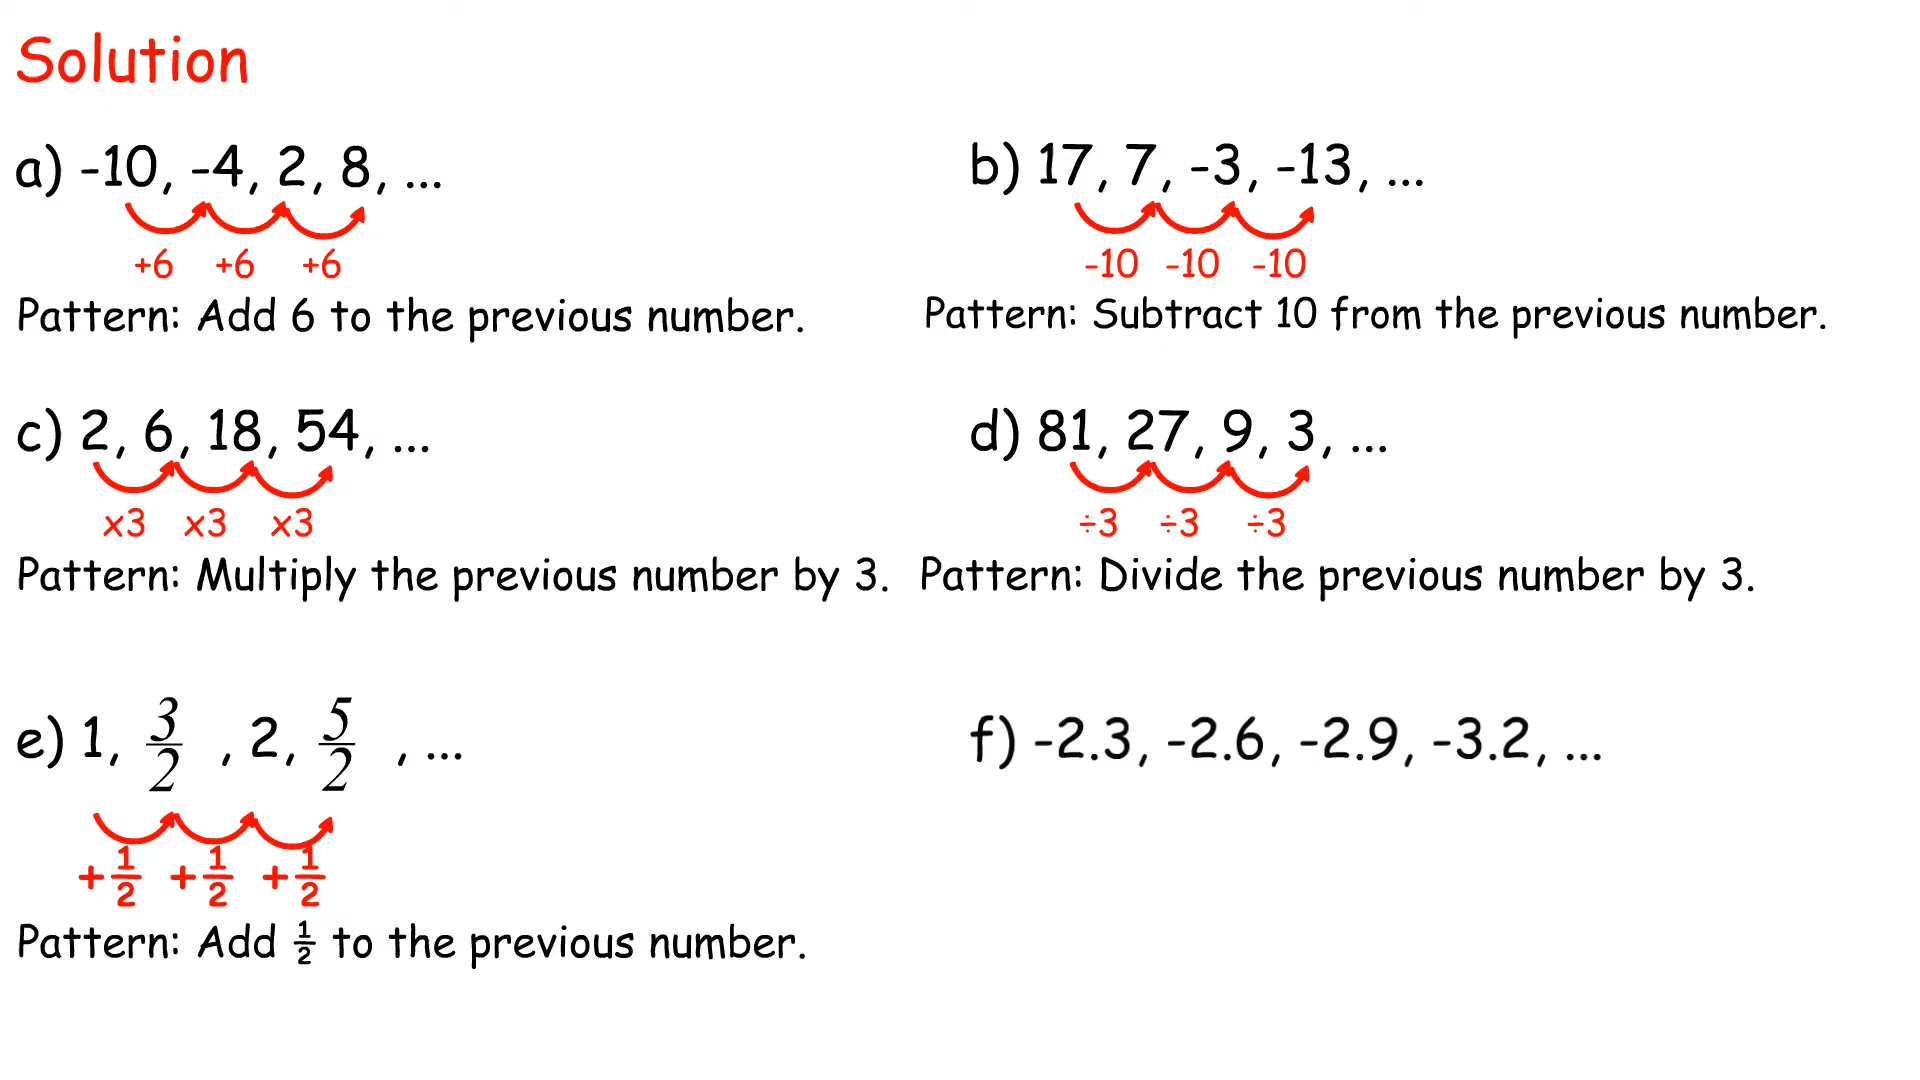 Solution
a) -10, -4, 2, 8, ...
+6 +6 +6
Pattern: Add 6 to the previous number.
b) 17, 7, -3, -13, ...
-10 -10 -10
Pattern: Subtract 10 from the previous number.
c) 2, 6, 18, 54, ...
x3 x3 x3
Pattern: Multiply the previous number by 3.
d) 81, 27, 9, 3, ...
÷3 ÷3 ÷3
Pattern: Divide the previous number by 3.
e) 1, 3/2 , 2, 5/2 , ...
+1/2 +1/2 +1/2
Pattern: Add 1/2 to the previous number.
f) -2.3, -2.6, -2.9, -3.2, ...